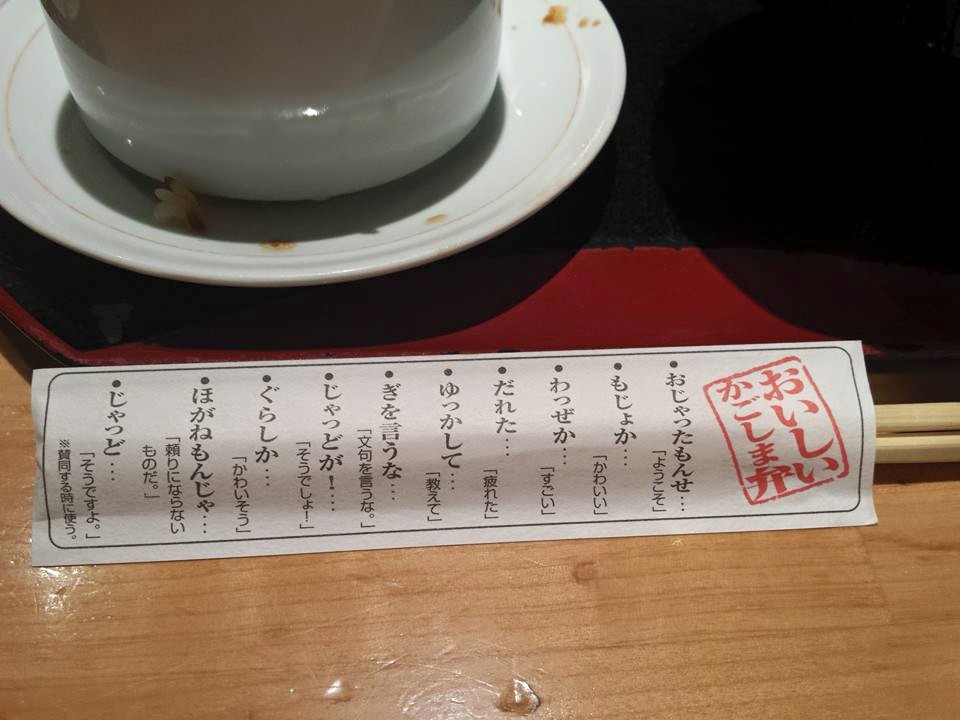 おいしい
かごしま弁
●おじゃったもんせ…
「ようこそ」
●もじょか…
「かわいい」
●わっぜか…
「すごい」
●だれた…
「疲れた」
●ゆっかして…
「教えて」
●ぎを言うな…
「文句を言うな。」
●じゃっどが！…
「そうでしょ！」
●ぐらしか…
「かわいそう」
●ほがねもんじゃ…
「頼りにならない
ものだ。」
●じゃっど…
「そうですよ。」
※賛同する時に使う。